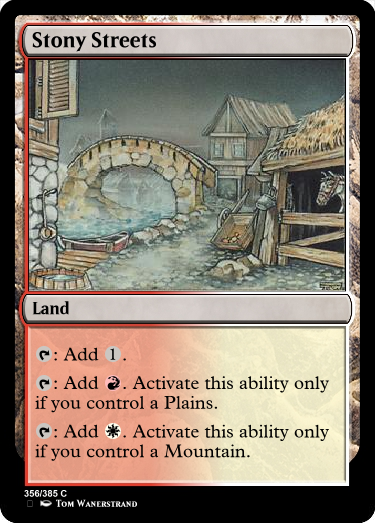 Stony Streets
Land
: Add 1.
: Add . Activate this ability only
if you control a Plains.
: Add . Activate this ability only
if you control a Mountain.
356/385 C
Tom Wanerstrand